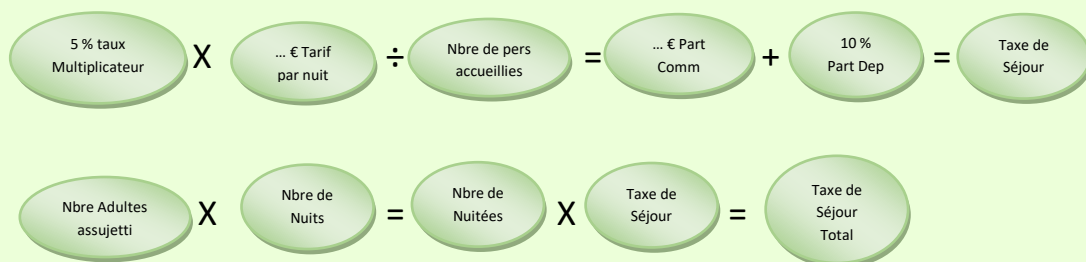 5 % taux
Multiplicateur
X
... € Tarif
par nuit
÷
Nbre de pers
accueillies
=
... € Part
Comm
+
10 %
Part Dep
=
Taxe de
Séjour
Nbre Adultes
assujetti
X
Nbre de
Nuits
=
Nbre de
Nuitées
X
Taxe de
Séjour
=
Taxe de
Séjour
Total